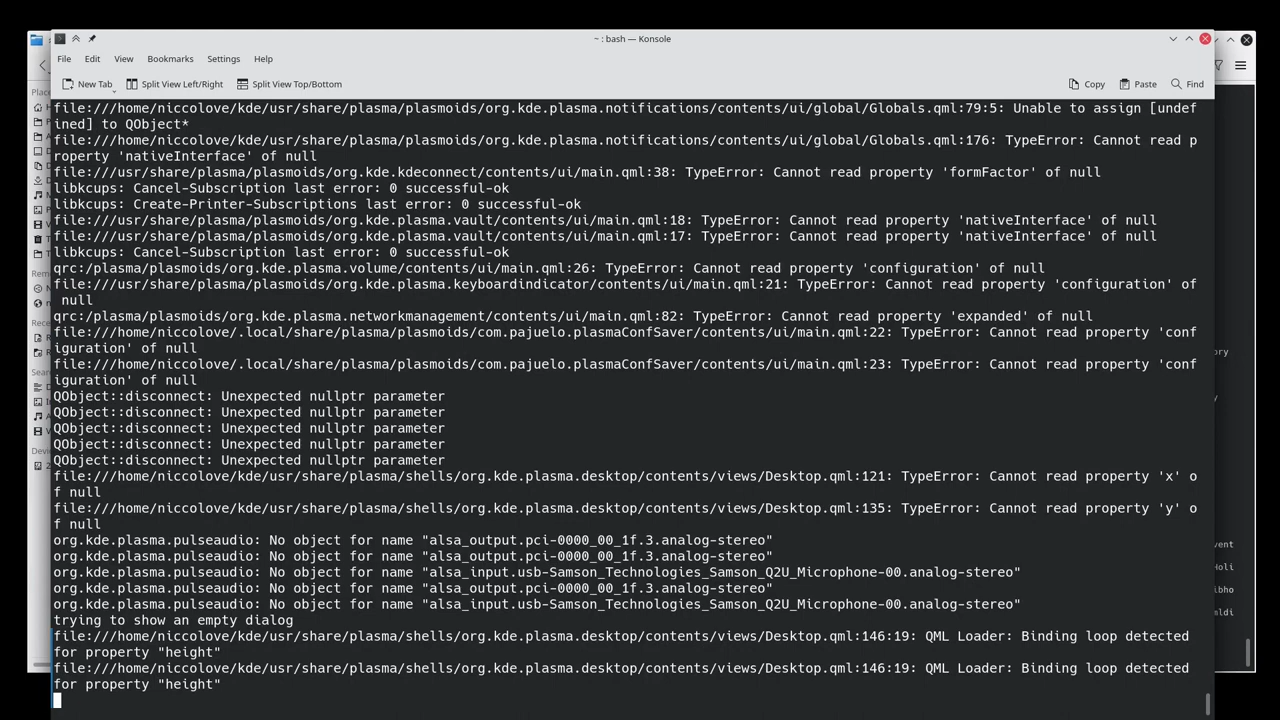 ~ : bash — Konsole
File Edit View Bookmarks Settings Help
New Tab Split View Left/Right Split View Top/Bottom Copy Paste Find
file:///home/niccolove/kde/usr/share/plasma/plasmoids/org.kde.plasma.notifications/contents/ui/global/Globals.qml:79:5: Unable to assign [undef
ined] to QObject*
file:///home/niccolove/kde/usr/share/plasma/plasmoids/org.kde.plasma.notifications/contents/ui/global/Globals.qml:176: TypeError: Cannot read p
roperty 'nativeInterface' of null
file:///usr/share/plasma/plasmoids/org.kde.kdeconnect/contents/ui/main.qml:38: TypeError: Cannot read property 'formFactor' of null
libkcups: Cancel-Subscription last error: 0 successful-ok
libkcups: Create-Printer-Subscriptions last error: 0 successful-ok
file:///usr/share/plasma/plasmoids/org.kde.plasma.vault/contents/ui/main.qml:18: TypeError: Cannot read property 'nativeInterface' of null
file:///usr/share/plasma/plasmoids/org.kde.plasma.vault/contents/ui/main.qml:17: TypeError: Cannot read property 'nativeInterface' of null
libkcups: Cancel-Subscription last error: 0 successful-ok
qrc:/plasma/plasmoids/org.kde.plasma.volume/contents/ui/main.qml:26: TypeError: Cannot read property 'configuration' of null
file:///usr/share/plasma/plasmoids/org.kde.plasma.keyboardindicator/contents/ui/main.qml:21: TypeError: Cannot read property 'configuration' of
null
qrc:/plasma/plasmoids/org.kde.plasma.networkmanagement/contents/ui/main.qml:82: TypeError: Cannot read property 'expanded' of null
file:///home/niccolove/.local/share/plasma/plasmoids/com.pajuelo.plasmaConfSaver/contents/ui/main.qml:22: TypeError: Cannot read property 'conf
iguration' of null
file:///home/niccolove/.local/share/plasma/plasmoids/com.pajuelo.plasmaConfSaver/contents/ui/main.qml:23: TypeError: Cannot read property 'conf
iguration' of null
QObject::disconnect: Unexpected nullptr parameter
QObject::disconnect: Unexpected nullptr parameter
QObject::disconnect: Unexpected nullptr parameter
QObject::disconnect: Unexpected nullptr parameter
QObject::disconnect: Unexpected nullptr parameter
file:///home/niccolove/kde/usr/share/plasma/shells/org.kde.plasma.desktop/contents/views/Desktop.qml:121: TypeError: Cannot read property 'x' o
f null
file:///home/niccolove/kde/usr/share/plasma/shells/org.kde.plasma.desktop/contents/views/Desktop.qml:135: TypeError: Cannot read property 'y' o
f null
org.kde.plasma.pulseaudio: No object for name "alsa_output.pci-0000_00_1f.3.analog-stereo"
org.kde.plasma.pulseaudio: No object for name "alsa_output.pci-0000_00_1f.3.analog-stereo"
org.kde.plasma.pulseaudio: No object for name "alsa_input.usb-Samson_Technologies_Samson_Q2U_Microphone-00.analog-stereo"
org.kde.plasma.pulseaudio: No object for name "alsa_output.pci-0000_00_1f.3.analog-stereo"
org.kde.plasma.pulseaudio: No object for name "alsa_input.usb-Samson_Technologies_Samson_Q2U_Microphone-00.analog-stereo"
trying to show an empty dialog
file:///home/niccolove/kde/usr/share/plasma/shells/org.kde.plasma.desktop/contents/views/Desktop.qml:146:19: QML Loader: Binding loop detected
for property "height"
file:///home/niccolove/kde/usr/share/plasma/shells/org.kde.plasma.desktop/contents/views/Desktop.qml:146:19: QML Loader: Binding loop detected
for property "height"